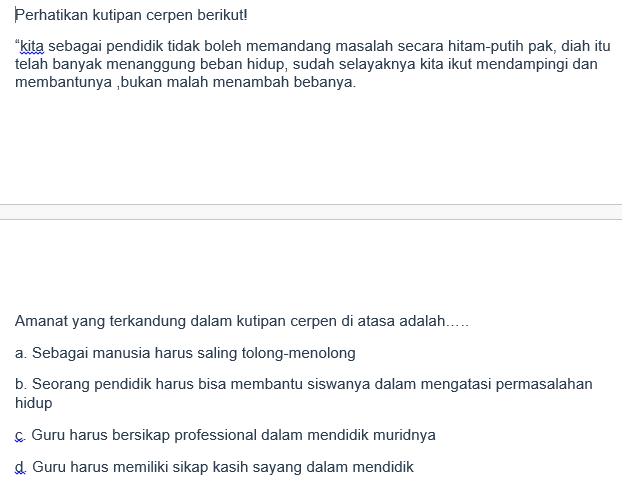 Perhatikan kutipan cerpen berikut!
“kita sebagai pendidik tidak boleh memandang masalah secara hitam-putih pak, diah itu
telah banyak menanggung beban hidup, sudah selayaknya kita ikut mendampingi dan
membantunya ,bukan malah menambah bebanya.
Amanat yang terkandung dalam kutipan cerpen di atasa adalah.….
a. Sebagai manusia harus saling tolong-menolong
b. Seorang pendidik harus bisa membantu siswanya dalam mengatasi permasalahan
hidup
c. Guru harus bersikap professional dalam mendidik muridnya
d. Guru harus memiliki sikap kasih sayang dalam mendidik